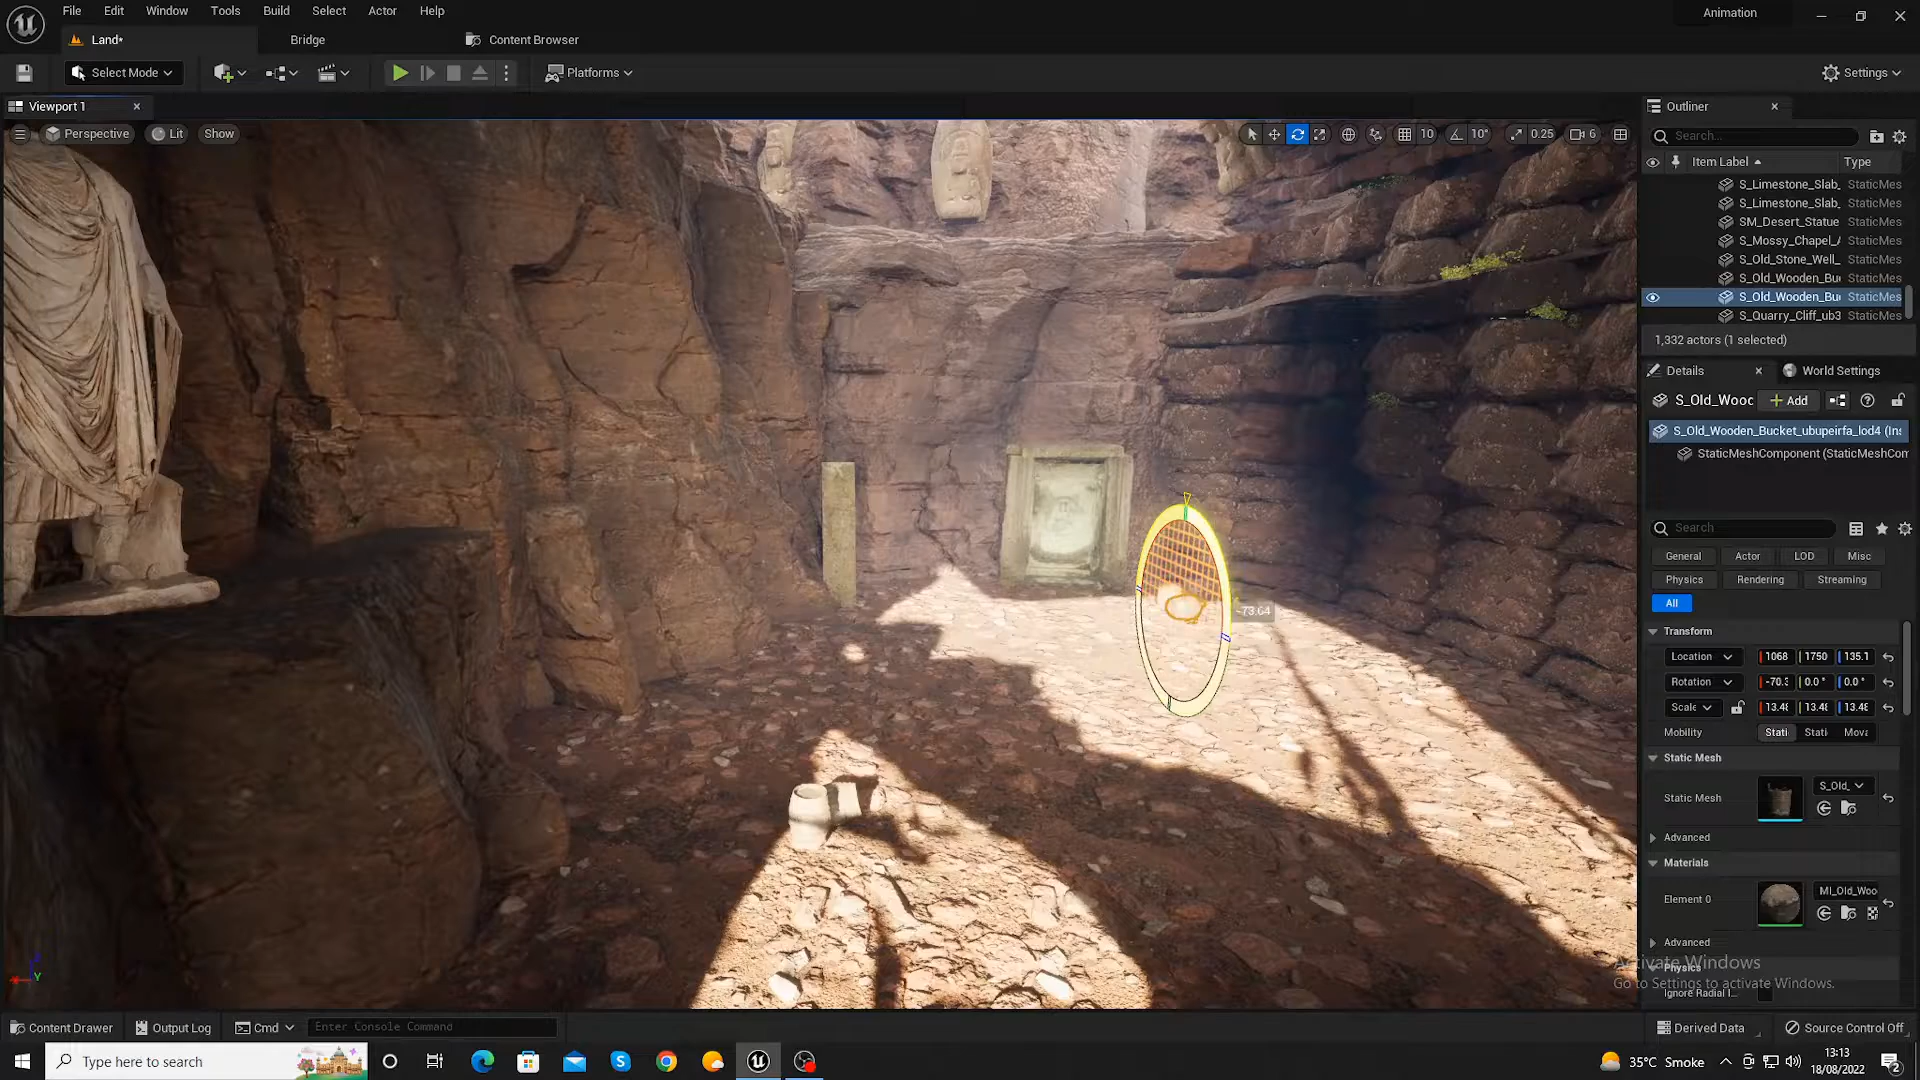 File Edit Window Tools Build Select Actor Help
Animation
Land*
Bridge
Content Browser
Select Mode
Platforms
Settings
Viewport 1
Perspective Lit Show
10 10° 0.25 6
-73.64
Outliner
Search...
Item Label Type
S_Limestone_Slab_ StaticMes
S_Limestone_Slab_ StaticMes
SM_Desert_Statue StaticMes
S_Mossy_Chapel_A StaticMes
S_Old_Stone_Well_ StaticMes
S_Old_Wooden_Bu StaticMes
S_Old_Wooden_Bu StaticMes
S_Quarry_Cliff_ub3 StaticMes
1,332 actors (1 selected)
Details World Settings
S_Old_Wooc Add
S_Old_Wooden_Bucket_ubupeirfa_lod4 (Ins
StaticMeshComponent (StaticMeshCom
Search
General Actor LOD Misc
Physics Rendering Streaming
All
Transform
Location 1068 1750 135.1
Rotation -70.3 0.0° 0.0°
Scale 13.48 13.48 13.48
Mobility Stati Stati Mova
Static Mesh
Static Mesh S_Old_
Advanced
Materials
Element 0 MI_Old_Woo
Advanced
Physics
Ignore Radial I...
Activate Windows
Go to Settings to activate Windows.
Content Drawer Output Log Cmd Enter Console Command
Derived Data Source Control Off
Type here to search
35°C Smoke
13:13
18/08/2022
2